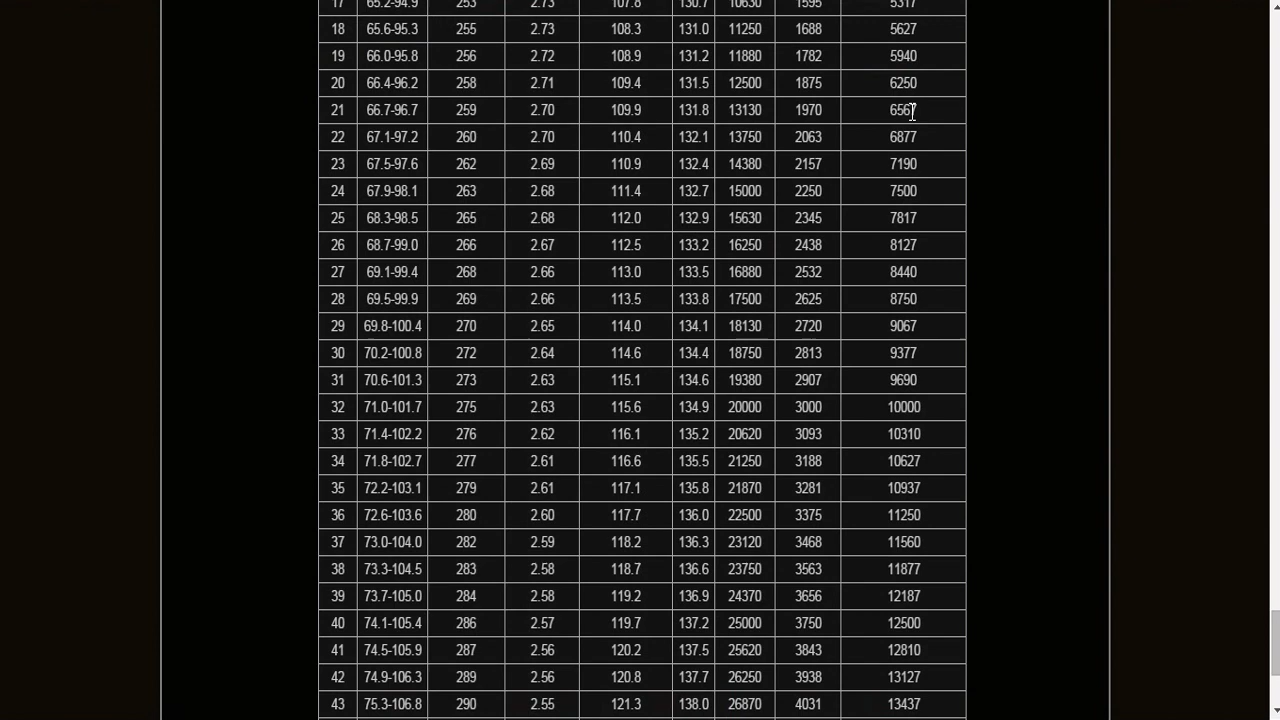 17 65.2-94.9 253 2.73 107.8 130.7 10630 1595 5317
18 65.6-95.3 255 2.73 108.3 131.0 11250 1688 5627
19 66.0-95.8 256 2.72 108.9 131.2 11880 1782 5940
20 66.4-96.2 258 2.71 109.4 131.5 12500 1875 6250
21 66.7-96.7 259 2.70 109.9 131.8 13130 1970 6567
22 67.1-97.2 260 2.70 110.4 132.1 13750 2063 6877
23 67.5-97.6 262 2.69 110.9 132.4 14380 2157 7190
24 67.9-98.1 263 2.68 111.4 132.7 15000 2250 7500
25 68.3-98.5 265 2.68 112.0 132.9 15630 2345 7817
26 68.7-99.0 266 2.67 112.5 133.2 16250 2438 8127
27 69.1-99.4 268 2.66 113.0 133.5 16880 2532 8440
28 69.5-99.9 269 2.66 113.5 133.8 17500 2625 8750
29 69.8-100.4 270 2.65 114.0 134.1 18130 2720 9067
30 70.2-100.8 272 2.64 114.6 134.4 18750 2813 9377
31 70.6-101.3 273 2.63 115.1 134.6 19380 2907 9690
32 71.0-101.7 275 2.63 115.6 134.9 20000 3000 10000
33 71.4-102.2 276 2.62 116.1 135.2 20620 3093 10310
34 71.8-102.7 277 2.61 116.6 135.5 21250 3188 10627
35 72.2-103.1 279 2.61 117.1 135.8 21870 3281 10937
36 72.6-103.6 280 2.60 117.7 136.0 22500 3375 11250
37 73.0-104.0 282 2.59 118.2 136.3 23120 3468 11560
38 73.3-104.5 283 2.58 118.7 136.6 23750 3563 11877
39 73.7-105.0 284 2.58 119.2 136.9 24370 3656 12187
40 74.1-105.4 286 2.57 119.7 137.2 25000 3750 12500
41 74.5-105.9 287 2.56 120.2 137.5 25620 3843 12810
42 74.9-106.3 289 2.56 120.8 137.7 26250 3938 13127
43 75.3-106.8 290 2.55 121.3 138.0 26870 4031 13437